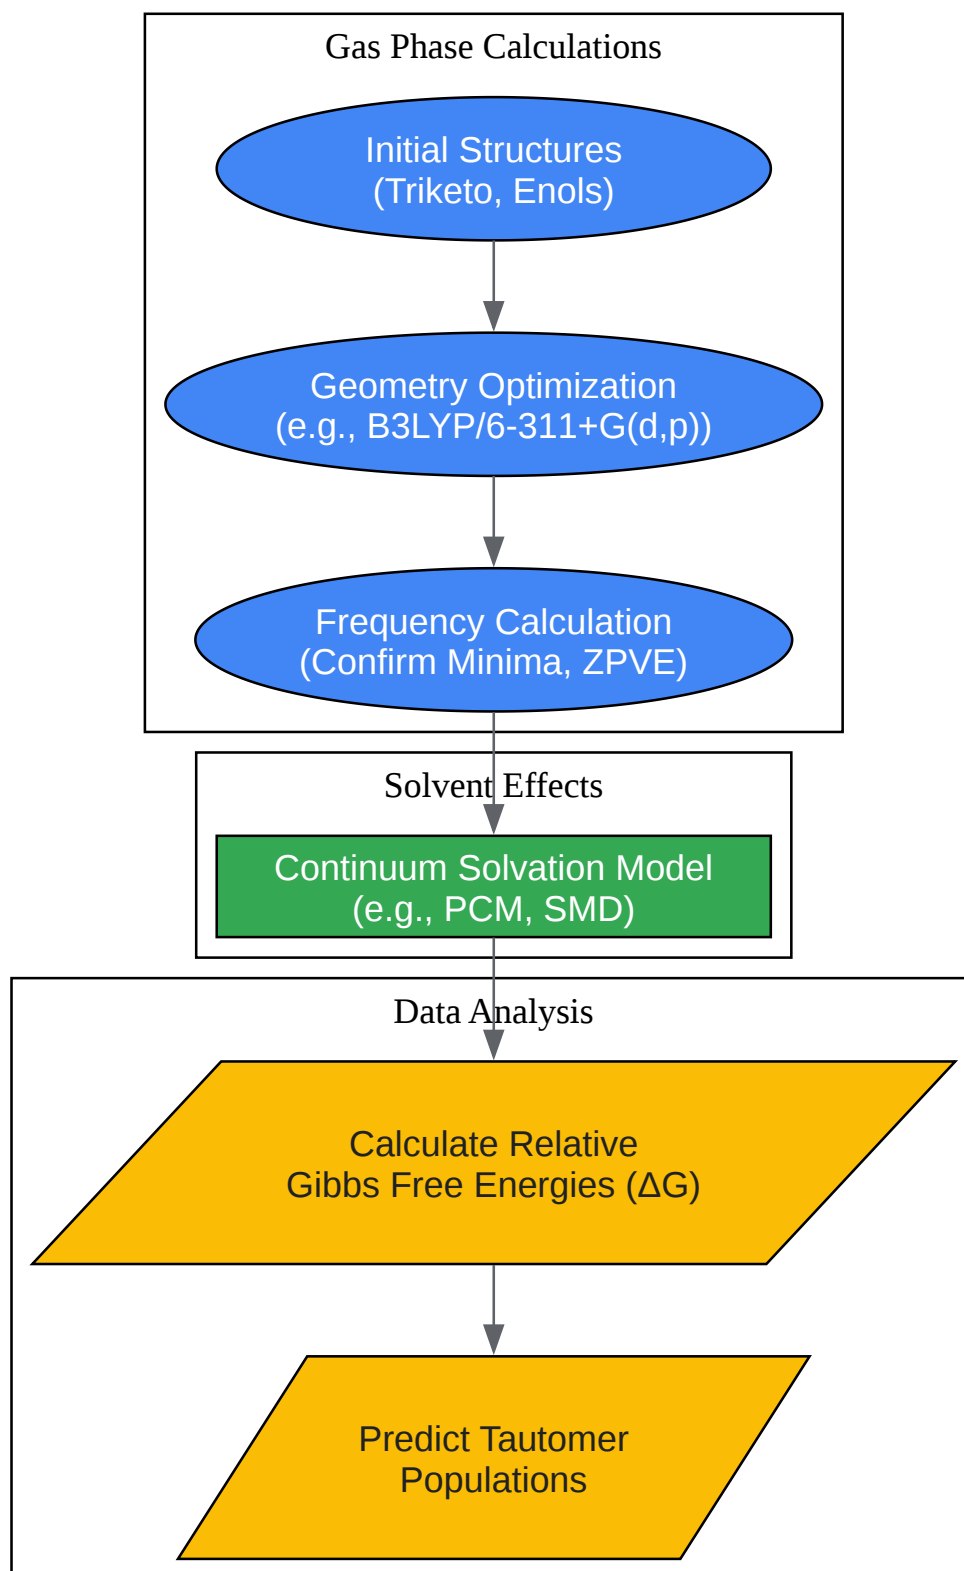 Gas Phase Calculations
Initial Structures
(Triketo, Enols)
Geometry Optimization
(e.g., B3LYP/6-311+G(d,p))
Frequency Calculation
(Confirm Minima, ZPVE)
Solvent Effects
Continuum Solvation Model
(e.g., PCM, SMD)
Data Analysis
Calculate Relative
Gibbs Free Energies (ΔG)
Predict Tautomer
Populations